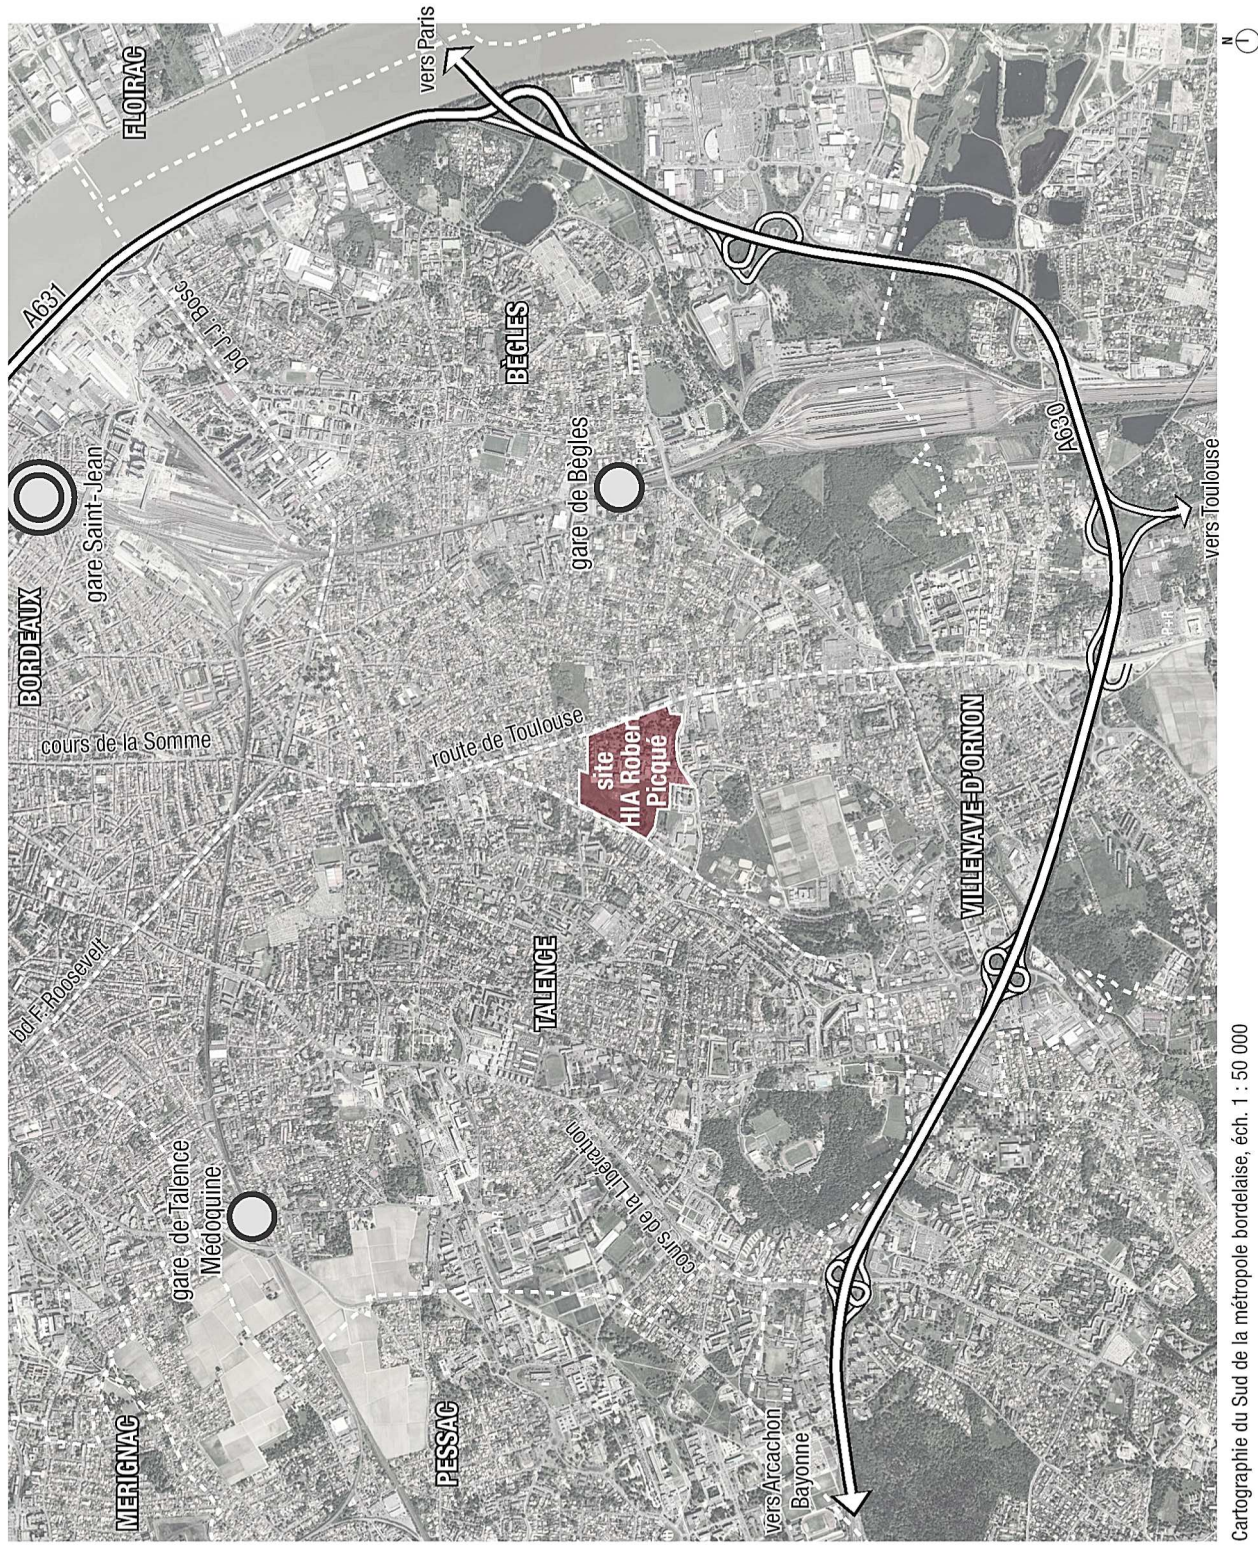 BORDEAUX
FLOIRAC
MERIGNAC
PESSAC
TALENCE
BÈGLES
VILLENAVE-D'ORNON
A631
A630
vers Paris
vers Toulouse
vers Arcachon
Bayonne
gare Saint-Jean
gare de Bègles
gare de Talence
Médoquine
bd J.J.Bosc
bd F. Roosevelt
cours de la Somme
route de Toulouse
cours de la Libération
site
HIA Robert
Picqué
N
Cartographie du Sud de la métropole bordelaise, éch. 1 : 50 000